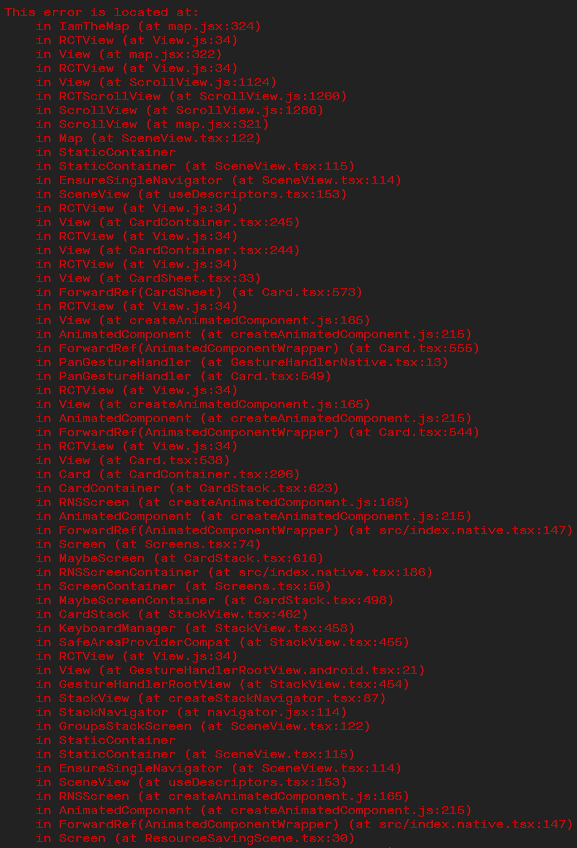 This error is located at:
in IamTheMap (at map.jsx:324)
in RCTView (at View.js:34)
in View (at map.jsx:322)
in RCTView (at View.js:34)
in View (at ScrollView.js:1124)
in RCTScrollView (at ScrollView.js:1260)
in ScrollView (at ScrollView.js:1286)
in ScrollView (at map.jsx:321)
in Map (at SceneView.tsx:122)
in StaticContainer
in StaticContainer (at SceneView.tsx:115)
in EnsureSingleNavigator (at SceneView.tsx:114)
in SceneView (at useDescriptors.tsx:153)
in RCTView (at View.js:34)
in View (at CardContainer.tsx:245)
in RCTView (at View.js:34)
in View (at CardContainer.tsx:244)
in RCTView (at View.js:34)
in View (at CardSheet.tsx:33)
in ForwardRef(CardSheet) (at Card.tsx:573)
in RCTView (at View.js:34)
in View (at createAnimatedComponent.js:165)
in AnimatedComponent (at createAnimatedComponent.js:215)
in ForwardRef(AnimatedComponentWrapper) (at Card.tsx:555)
in PanGestureHandler (at GestureHandlerNative.tsx:13)
in PanGestureHandler (at Card.tsx:549)
in RCTView (at View.js:34)
in View (at createAnimatedComponent.js:165)
in AnimatedComponent (at createAnimatedComponent.js:215)
in ForwardRef(AnimatedComponentWrapper) (at Card.tsx:544)
in RCTView (at View.js:34)
in View (at Card.tsx:538)
in Card (at CardContainer.tsx:206)
in CardContainer (at CardStack.tsx:623)
in RNSScreen (at createAnimatedComponent.js:165)
in AnimatedComponent (at createAnimatedComponent.js:215)
in ForwardRef(AnimatedComponentWrapper) (at src/index.native.tsx:147)
in Screen (at Screens.tsx:74)
in MaybeScreen (at CardStack.tsx:616)
in RNSScreenContainer (at src/index.native.tsx:186)
in ScreenContainer (at Screens.tsx:50)
in MaybeScreenContainer (at CardStack.tsx:498)
in CardStack (at StackView.tsx:462)
in KeyboardManager (at StackView.tsx:458)
in SafeAreaProviderCompat (at StackView.tsx:455)
in RCTView (at View.js:34)
in View (at GestureHandlerRootView.android.tsx:21)
in GestureHandlerRootView (at StackView.tsx:454)
in StackView (at createStackNavigator.tsx:87)
in StackNavigator (at navigator.jsx:114)
in GroupsStackScreen (at SceneView.tsx:122)
in StaticContainer
in StaticContainer (at SceneView.tsx:115)
in EnsureSingleNavigator (at SceneView.tsx:114)
in SceneView (at useDescriptors.tsx:153)
in RNSScreen (at createAnimatedComponent.js:165)
in AnimatedComponent (at createAnimatedComponent.js:215)
in ForwardRef(AnimatedComponentWrapper) (at src/index.native.tsx:147)
in Screen (at ResourceSavingScene.tsx:30)